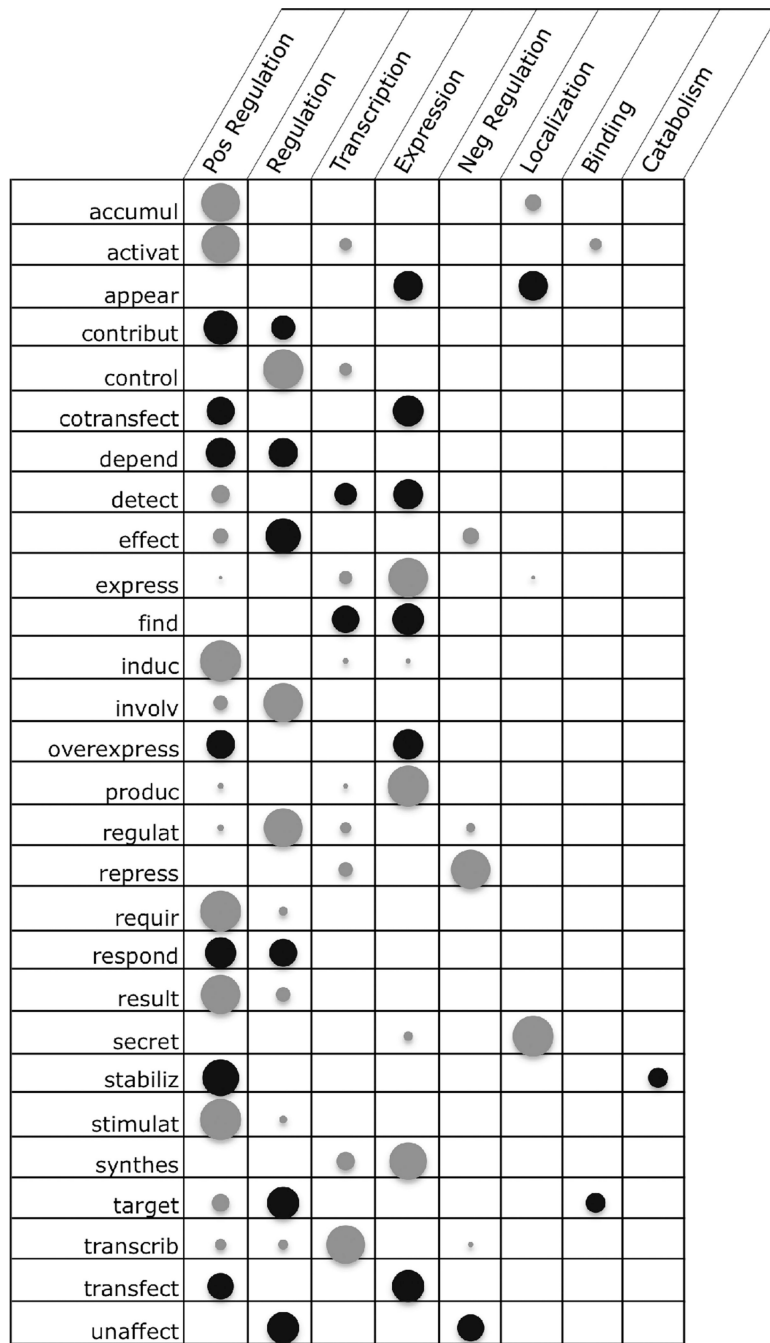 Pos Regulation
Regulation
Transcription
Expression
Neg Regulation
Localization
Binding
Catabolism
accumul
activat
appear
contribut
control
cotransfect
depend
detect
effect
express
find
induc
involv
overexpress
produc
regulat
repress
requir
respond
result
secret
stabiliz
stimulat
synthes
target
transcrib
transfect
unaffect